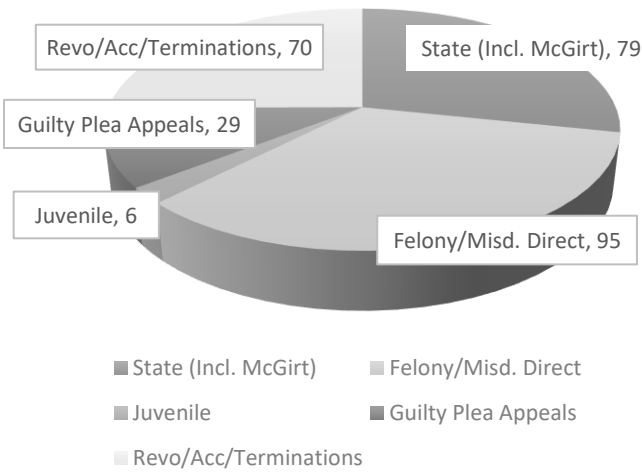 Revo/Acc/Terminations, 70
State (Incl. McGirt), 79
Guilty Plea Appeals, 29
Juvenile, 6
Felony/Misd. Direct, 95
State (Incl. McGirt)
Felony/Misd. Direct
Juvenile
Guilty Plea Appeals
Revo/Acc/Terminations